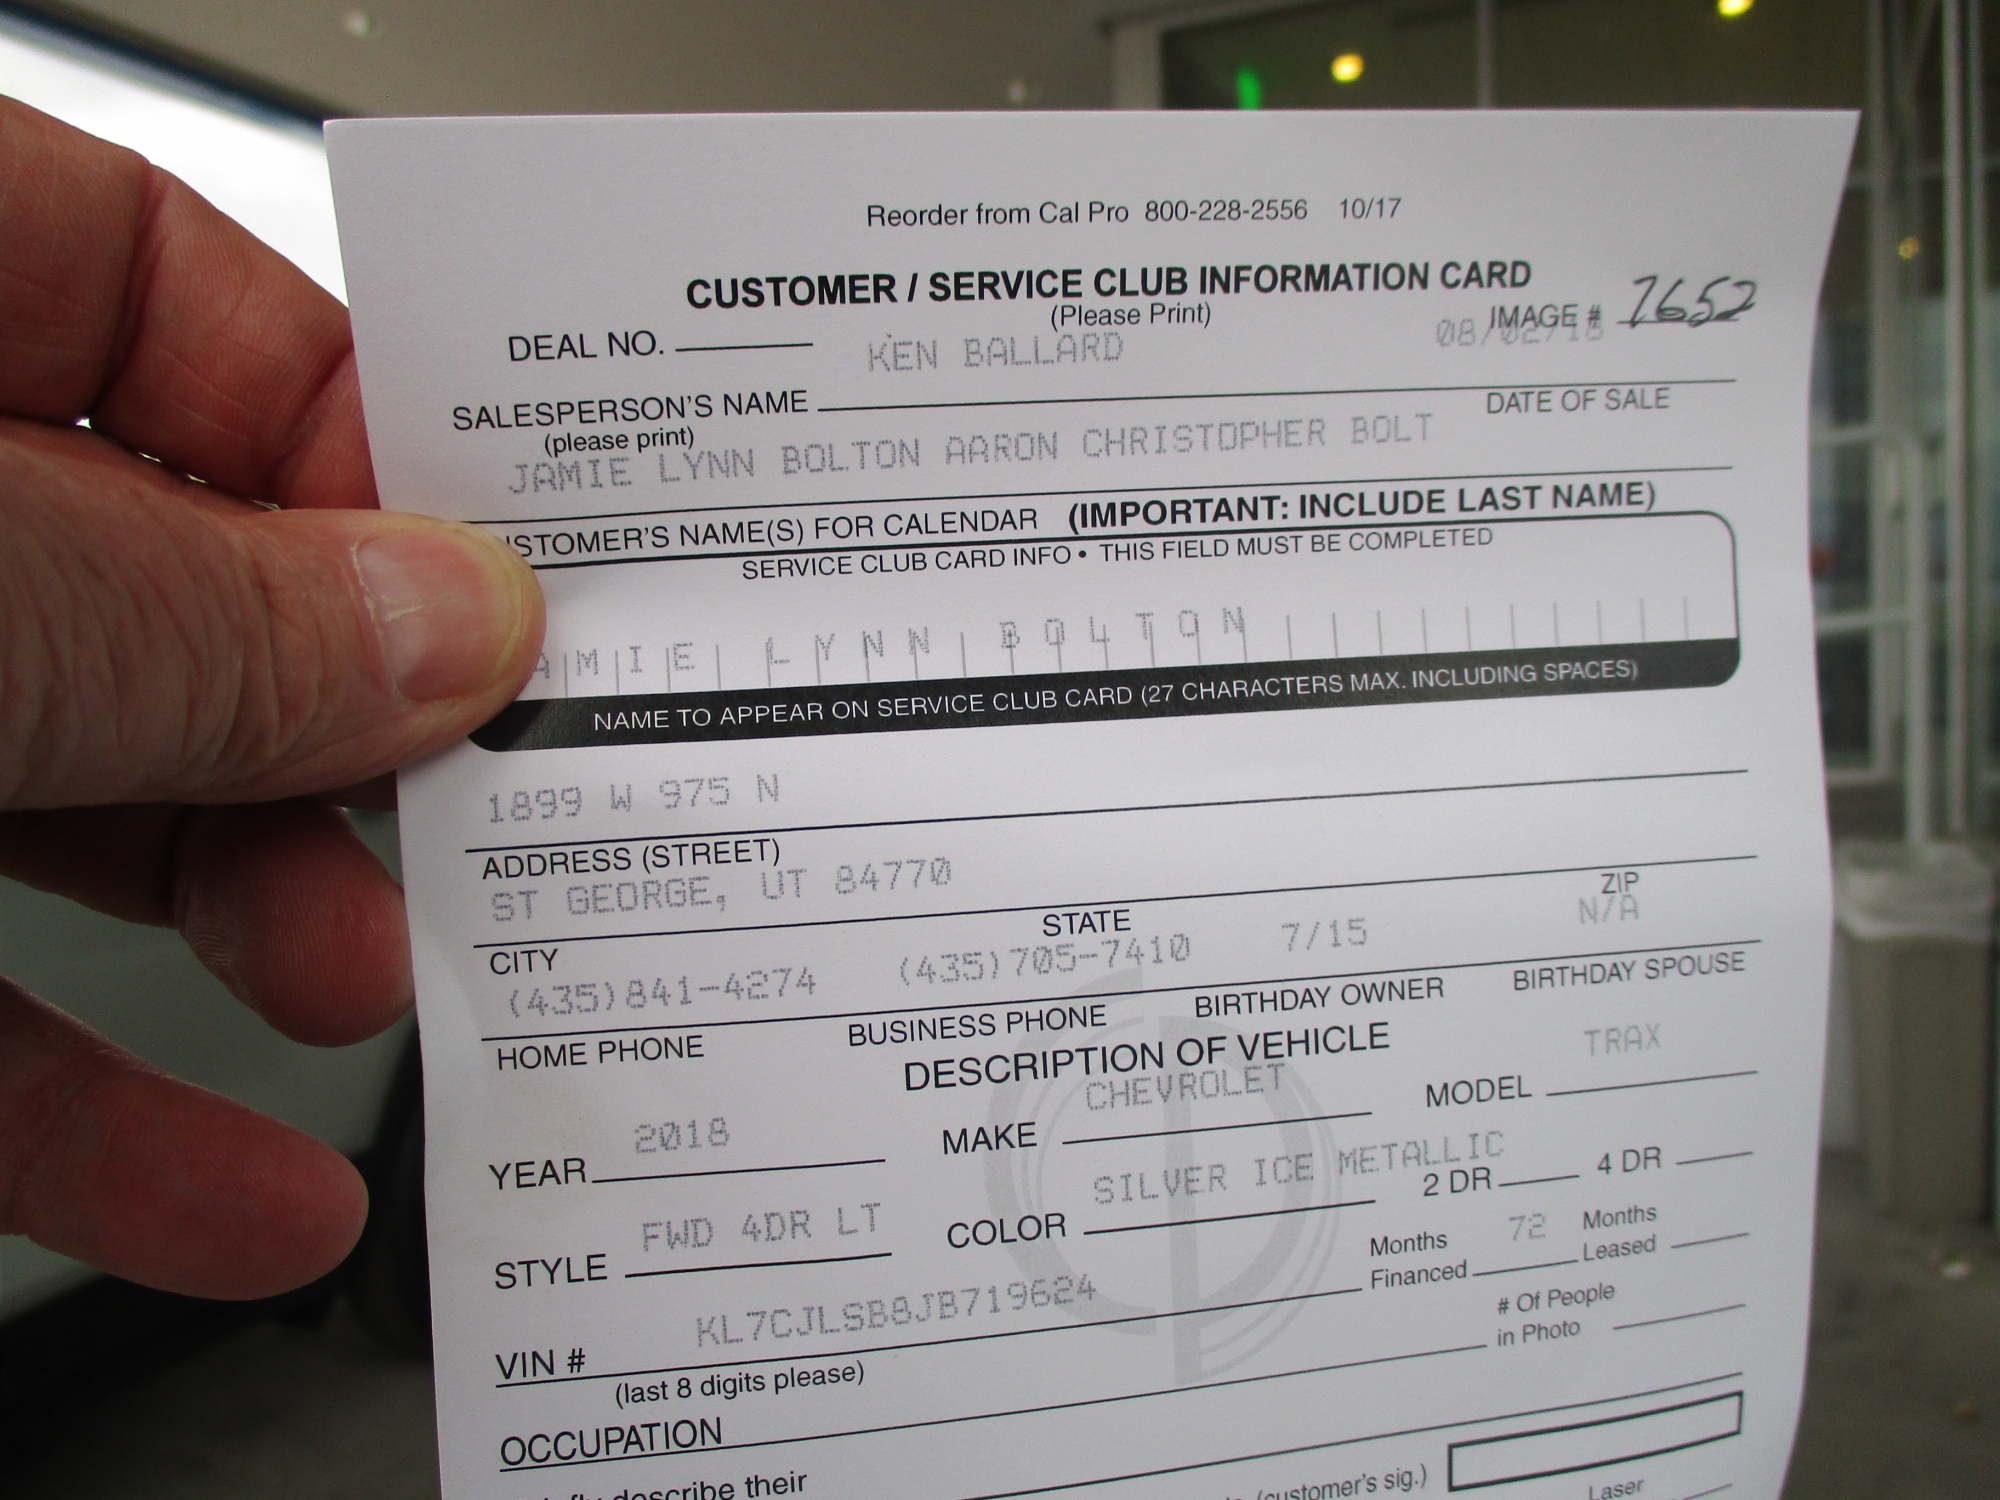 Reorder from Cal Pro 800-228-2556 10/17
CUSTOMER / SERVICE CLUB INFORMATION CARD
(Please Print)
IMAGE # 7652
DEAL NO.
KEN BALLARD
08/02/18
SALESPERSON'S NAME
DATE OF SALE
(please print)
JAMIE LYNN BOLTON AARON CHRISTOPHER BOLT
STOMER'S NAME(S) FOR CALENDAR (IMPORTANT: INCLUDE LAST NAME)
SERVICE CLUB CARD INFO • THIS FIELD MUST BE COMPLETED
AMIE LYNN BOLTON
NAME TO APPEAR ON SERVICE CLUB CARD (27 CHARACTERS MAX. INCLUDING SPACES)
1899 W 975 N
ADDRESS (STREET)
ST GEORGE, UT 84770
CITY STATE ZIP
(435)841-4274 (435)705-7410 7/15 N/A
HOME PHONE BUSINESS PHONE BIRTHDAY OWNER BIRTHDAY SPOUSE
DESCRIPTION OF VEHICLE
2018 CHEVROLET TRAX
YEAR MAKE MODEL
FWD 4DR LT SILVER ICE METALLIC
STYLE COLOR 2 DR 4 DR
KL7CJLSB8JB719624
Months Financed 72 Months Leased
VIN #
(last 8 digits please)
# Of People in Photo
OCCUPATION
describe their
(customer's sig.)
Laser